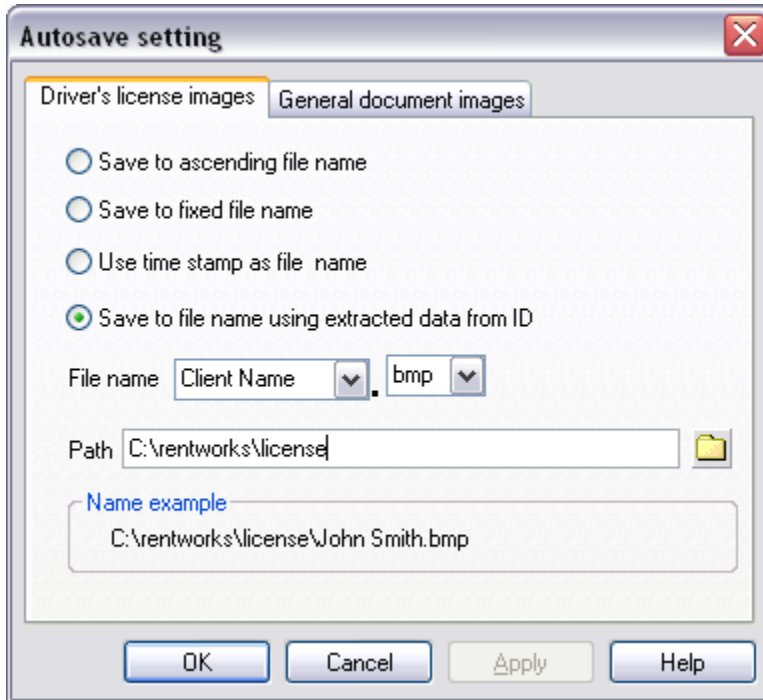 Autosave setting
Driver's license images General document images
Save to ascending file name
Save to fixed file name
Use time stamp as file  name
Save to file name using extracted data from ID
File name Client Name . bmp
Path C:\rentworks\license
Name example
C:\rentworks\license\John Smith.bmp
OK Cancel Apply Help